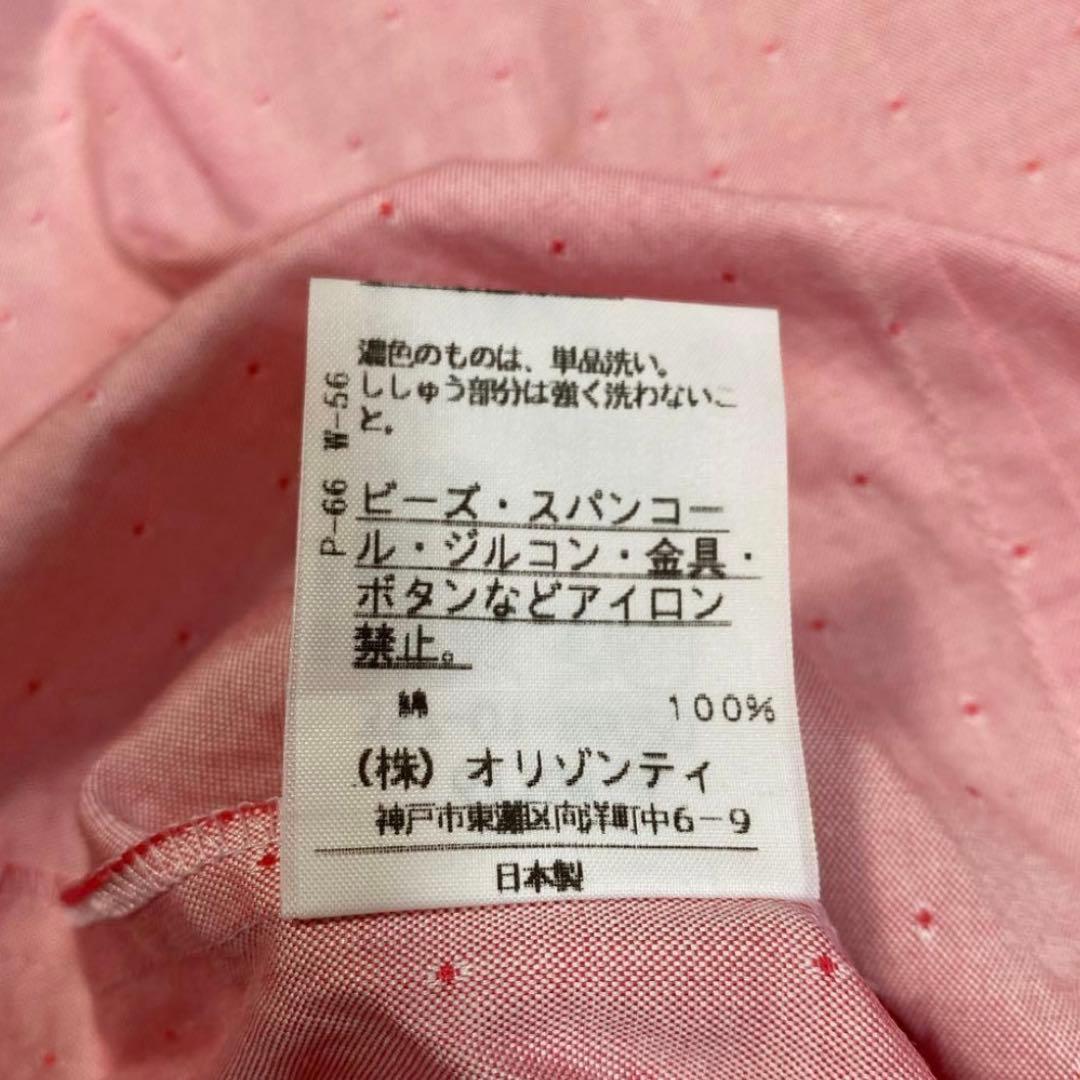 濃色のものは、単品洗い。
ししゅう部分は強く洗わないこ
と。
P-66 W-56
ビーズ・スパンコー
ル・ジルコン・金具・
ボタンなどアイロン
禁止。
綿 100%
(株) オリゾンティ
神戸市東灘区向洋町中6-9
日本製